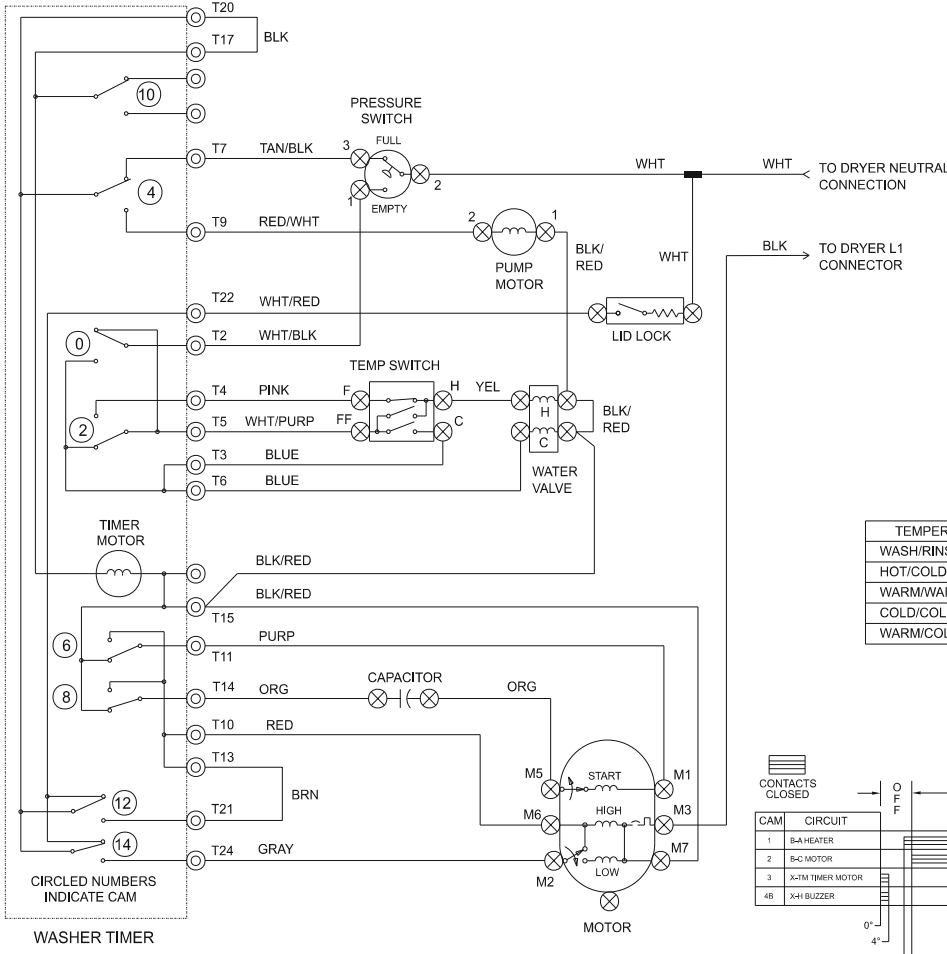 T20
BLK
T17
10
PRESSURE
SWITCH
FULL
T7
TAN/BLK
3
WHT
WHT
TO DRYER NEUTRAL
CONNECTION
4
2
1
EMPTY
T9
RED/WHT
2
1
BLK/
RED
WHT
BLK
TO DRYER L1
CONNECTOR
PUMP
MOTOR
T22
WHT/RED
LID LOCK
0
T2
WHT/BLK
TEMP SWITCH
T4
PINK
F
H
YEL
H
BLK/
RED
2
T5
WHT/PURP
FF
C
C
T3
BLUE
WATER
VALVE
T6
BLUE
TIMER
MOTOR
BLK/RED
BLK/RED
T15
TEMPER
WASH/RINS
HOT/COLD
WARM/WAR
COLD/COL
WARM/COL
6
PURP
T11
8
T14
ORG
CAPACITOR
ORG
T10
RED
T13
BRN
M5
START
M1
M6
HIGH
M3
12
T21
14
T24
GRAY
M2
LOW
M7
CIRCLED NUMBERS
INDICATE CAM
MOTOR
WASHER TIMER
CONTACTS
CLOSED
O
F
F
CAM CIRCUIT
1 B-A HEATER
2 B-C MOTOR
3 X-TM TIMER MOTOR
4B X-H BUZZER
0°
4°